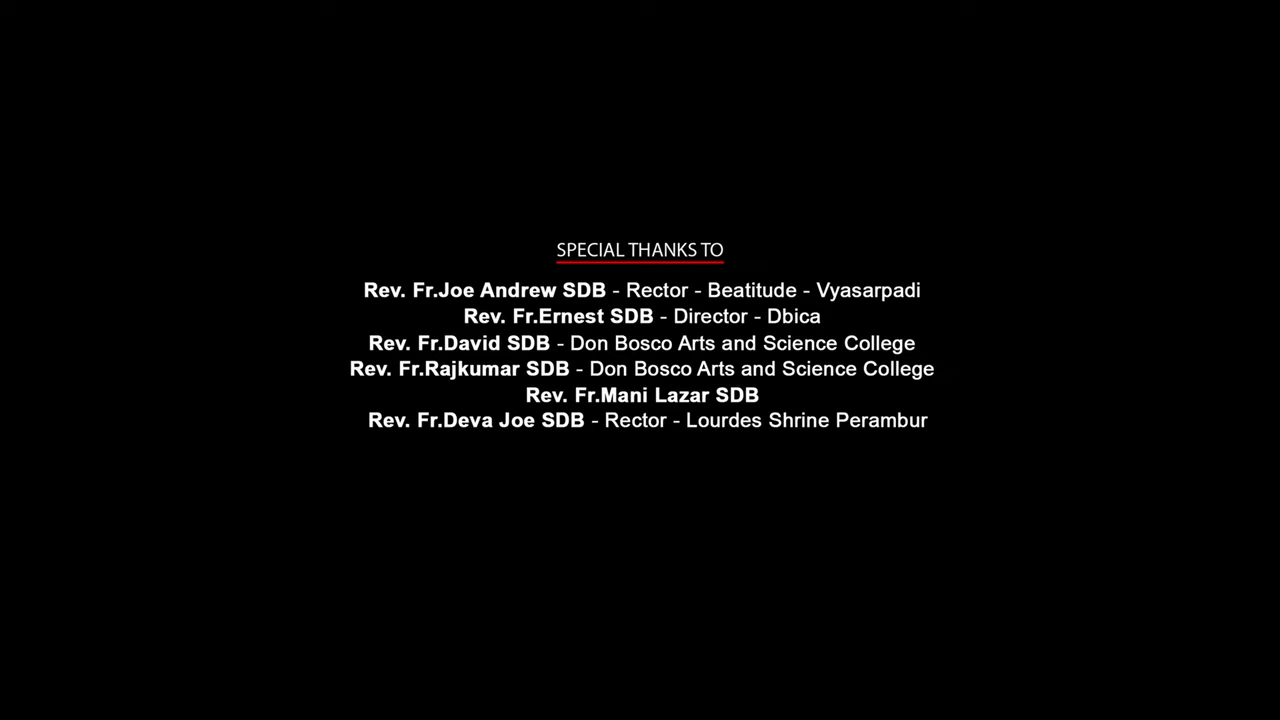 SPECIAL THANKS TO
Rev. Fr.Joe Andrew SDB - Rector - Beatitude - Vyasarpadi
Rev. Fr.Ernest SDB - Director - Dbica
Rev. Fr.David SDB - Don Bosco Arts and Science College
Rev. Fr.Rajkumar SDB - Don Bosco Arts and Science College
Rev. Fr.Mani Lazar SDB
Rev. Fr.Deva Joe SDB - Rector - Lourdes Shrine Perambur